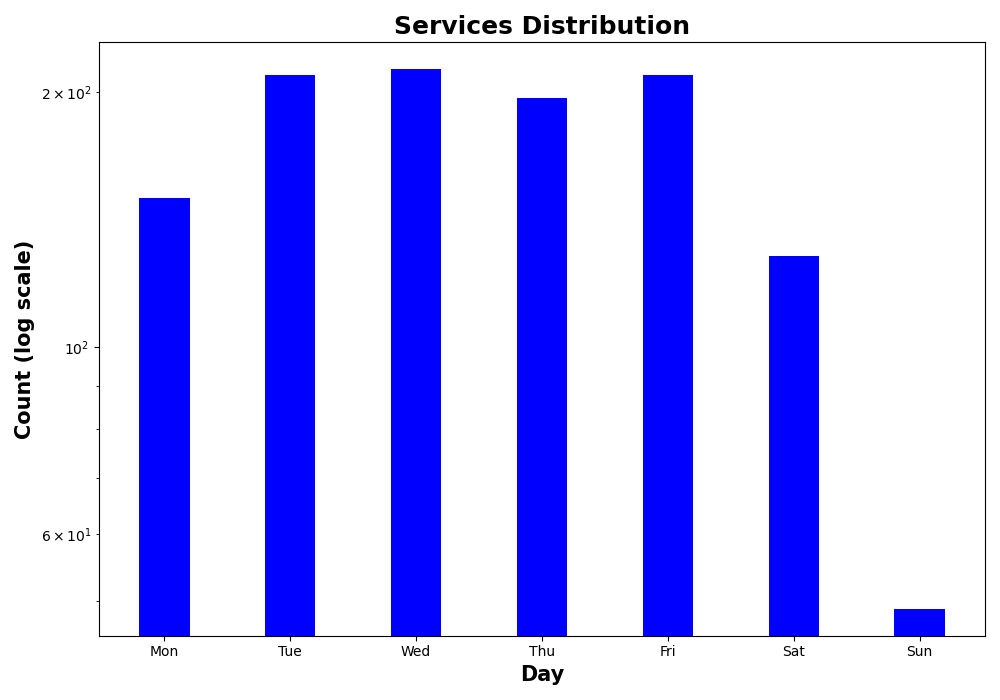 Services Distribution
Count (log scale)
2 × 10²
10²
6 × 10¹
Mon Tue Wed Thu Fri Sat Sun
Day